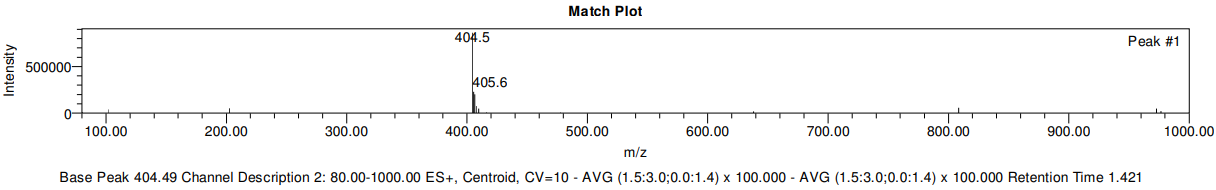 Match Plot
404.5
Peak #1
Intensity
500000
405.6
0
100.00 200.00 300.00 400.00 500.00 600.00 700.00 800.00 900.00 1000.00
m/z
Base Peak 404.49 Channel Description 2: 80.00-1000.00 ES+, Centroid, CV=10 - AVG (1.5:3.0;0.0:1.4) x 100.000 - AVG (1.5:3.0;0.0:1.4) x 100.000 Retention Time 1.421